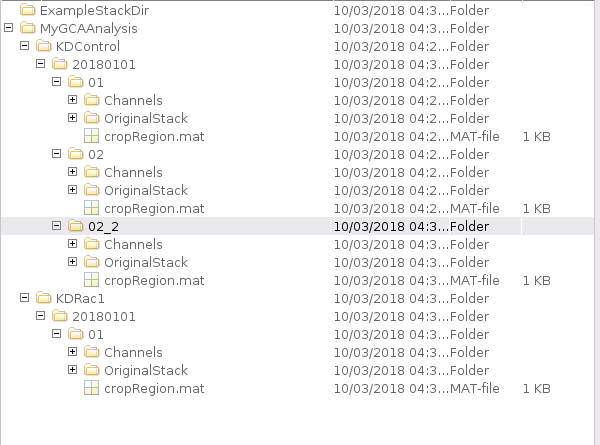 ExampleStackDir 10/03/2018 04:3...Folder
MyGCAAnalysis 10/03/2018 04:3...Folder
KDControl 10/03/2018 04:2...Folder
20180101 10/03/2018 04:3...Folder
01 10/03/2018 04:2...Folder
Channels 10/03/2018 04:2...Folder
OriginalStack 10/03/2018 04:2...Folder
cropRegion.mat 10/03/2018 04:2...MAT-file 1 KB
02 10/03/2018 04:2...Folder
Channels 10/03/2018 04:2...Folder
OriginalStack 10/03/2018 04:2...Folder
cropRegion.mat 10/03/2018 04:2...MAT-file 1 KB
02_2 10/03/2018 04:3...Folder
Channels 10/03/2018 04:3...Folder
OriginalStack 10/03/2018 04:3...Folder
cropRegion.mat 10/03/2018 04:3...MAT-file 1 KB
KDRac1 10/03/2018 04:3...Folder
20180101 10/03/2018 04:3...Folder
01 10/03/2018 04:3...Folder
Channels 10/03/2018 04:3...Folder
OriginalStack 10/03/2018 04:3...Folder
cropRegion.mat 10/03/2018 04:3...MAT-file 1 KB